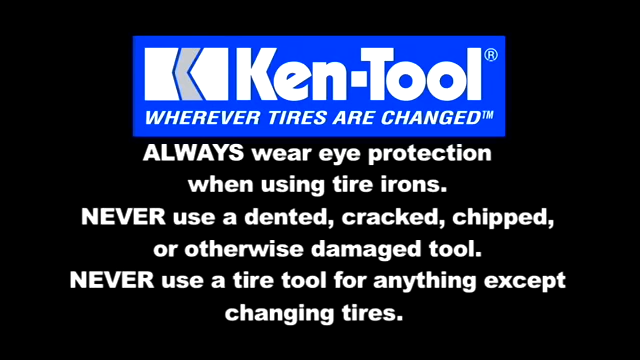 Ken-Tool®
WHEREVER TIRES ARE CHANGED™
ALWAYS wear eye protection
when using tire irons.
NEVER use a dented, cracked, chipped,
or otherwise damaged tool.
NEVER use a tire tool for anything except
changing tires.